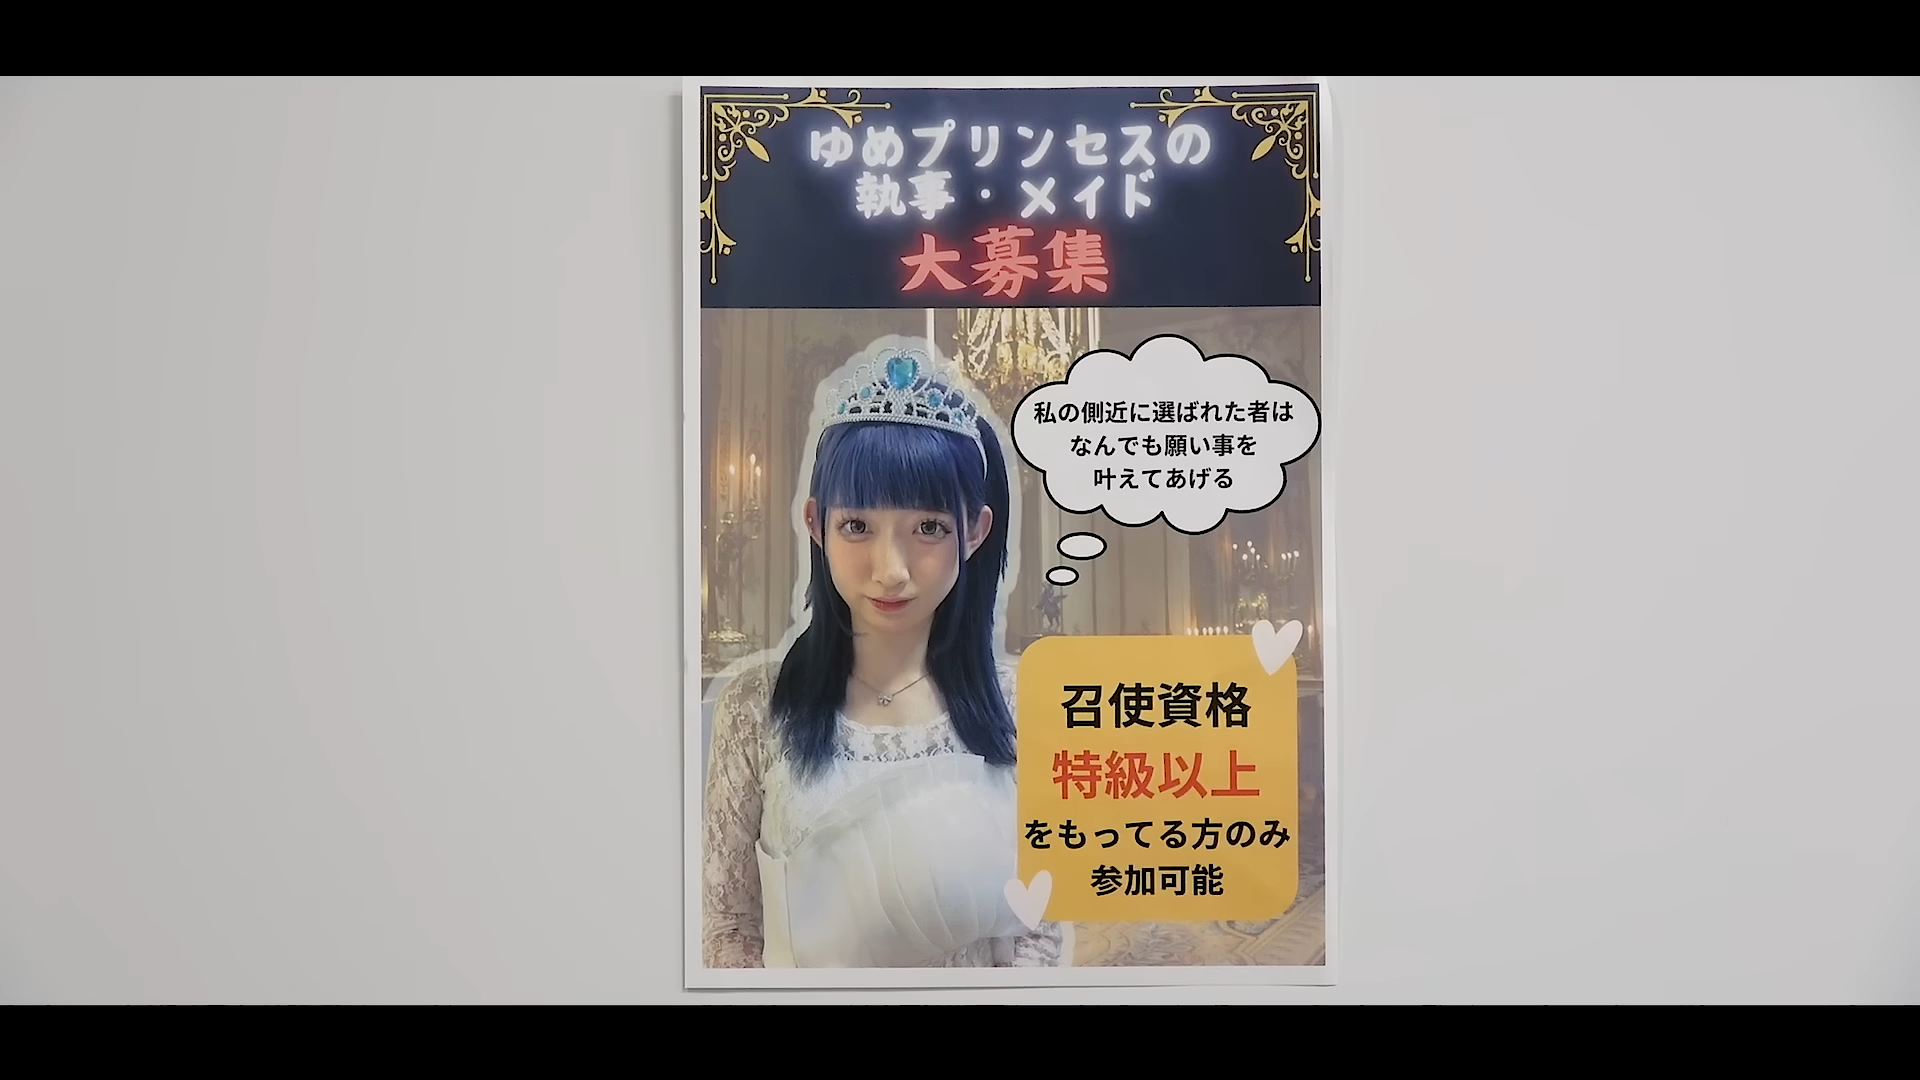 ゆめプリンセスの
執事・メイド
大募集
私の側近に選ばれた者は
なんでも願い事を
叶えてあげる
召使資格
特級以上
をもってる方のみ
参加可能